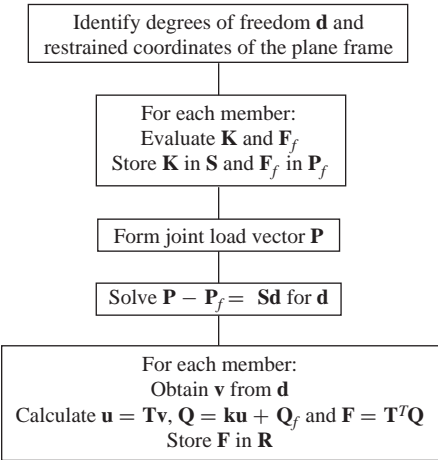 Identify degrees of freedom d and
restrained coordinates of the plane frame
For each member:
Evaluate K and F_f
Store K in S and F_f in P_f
Form joint load vector P
Solve P − P_f = Sd for d
For each member:
Obtain v from d
Calculate u = Tv, Q = ku + Q_f and F = T^T Q
Store F in R